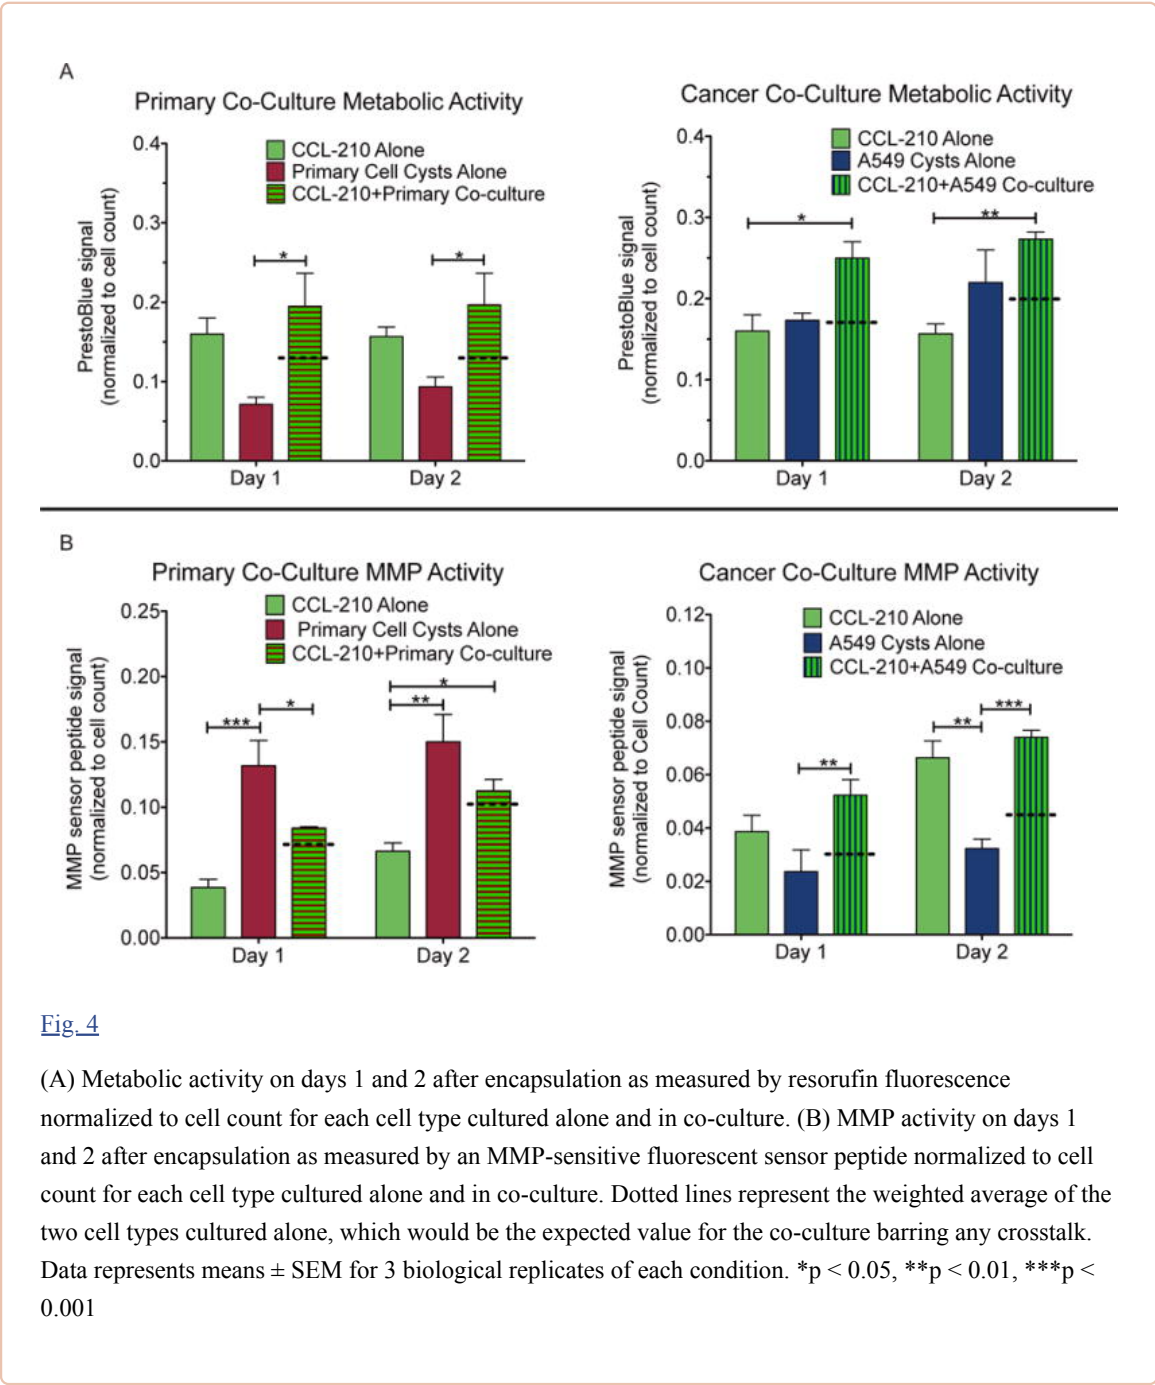 A
Primary Co-Culture Metabolic Activity
CCL-210 Alone
Primary Cell Cysts Alone
CCL-210+Primary Co-culture
PrestoBlue signal
(normalized to cell count)
0.4
0.3
0.2
0.1
0.0
*
*
Day 1
Day 2
Cancer Co-Culture Metabolic Activity
CCL-210 Alone
A549 Cysts Alone
CCL-210+A549 Co-culture
PrestoBlue signal
(normalized to cell count)
0.4
0.3
0.2
0.1
0.0
*
**
Day 1
Day 2
B
Primary Co-Culture MMP Activity
CCL-210 Alone
Primary Cell Cysts Alone
CCL-210+Primary Co-culture
MMP sensor peptide signal
(normalized to cell count)
0.25
0.20
0.15
0.10
0.05
0.00
***
*
**
*
Day 1
Day 2
Cancer Co-Culture MMP Activity
CCL-210 Alone
A549 Cysts Alone
CCL-210+A549 Co-culture
MMP sensor peptide signal
(normalized to Cell Count)
0.12
0.10
0.08
0.06
0.04
0.02
0.00
**
**
***
Day 1
Day 2
Fig. 4
(A) Metabolic activity on days 1 and 2 after encapsulation as measured by resorufin fluorescence
normalized to cell count for each cell type cultured alone and in co-culture. (B) MMP activity on days 1
and 2 after encapsulation as measured by an MMP-sensitive fluorescent sensor peptide normalized to cell
count for each cell type cultured alone and in co-culture. Dotted lines represent the weighted average of the
two cell types cultured alone, which would be the expected value for the co-culture barring any crosstalk.
Data represents means ± SEM for 3 biological replicates of each condition. *p < 0.05, **p < 0.01, ***p <
0.001